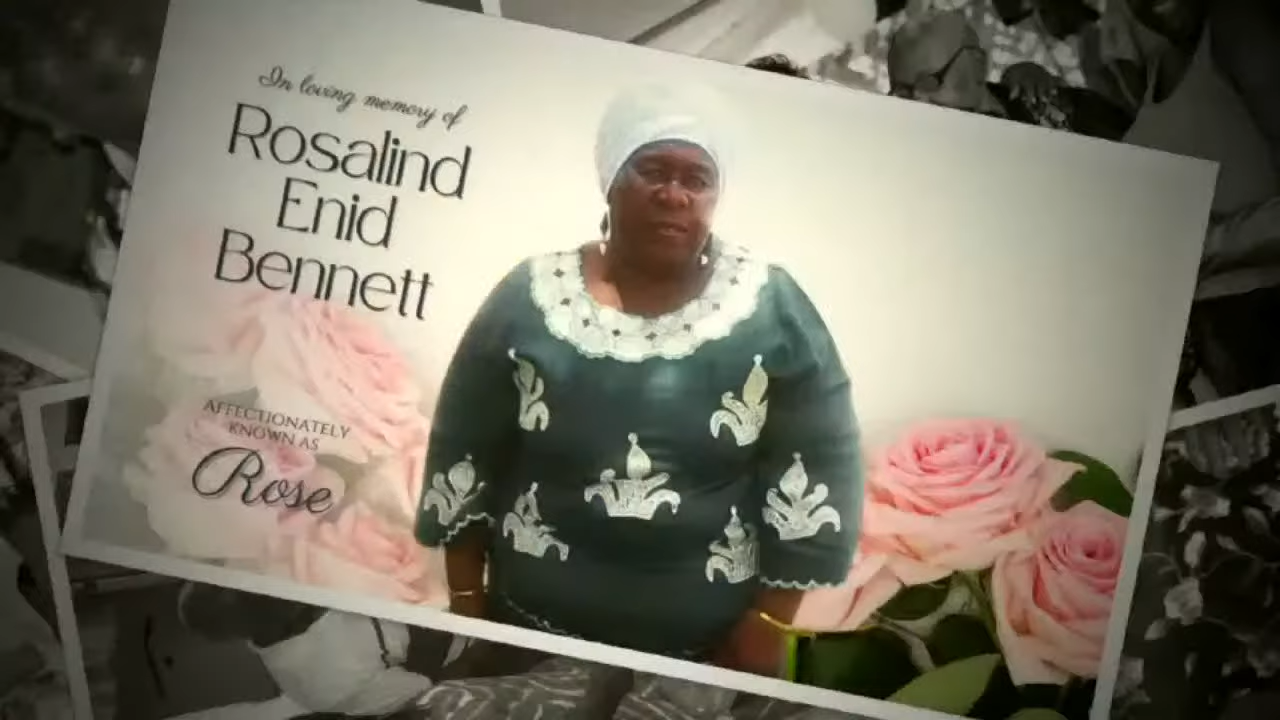 In loving memory of
Rosalind
Enid
Bennett
AFFECTIONATELY
KNOWN AS
Rose